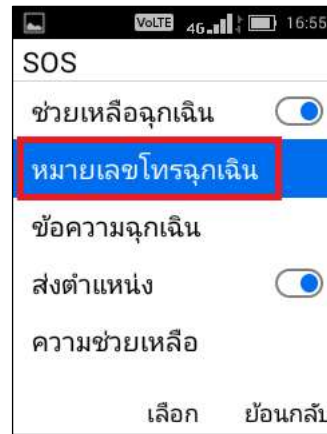 VoLTE 4G 16:55
SOS
ช่วยเหลือฉุกเฉิน
หมายเลขโทรฉุกเฉิน
ข้อความฉุกเฉิน
ส่งตำแหน่ง
ความช่วยเหลือ
เลือก ย้อนกลับ